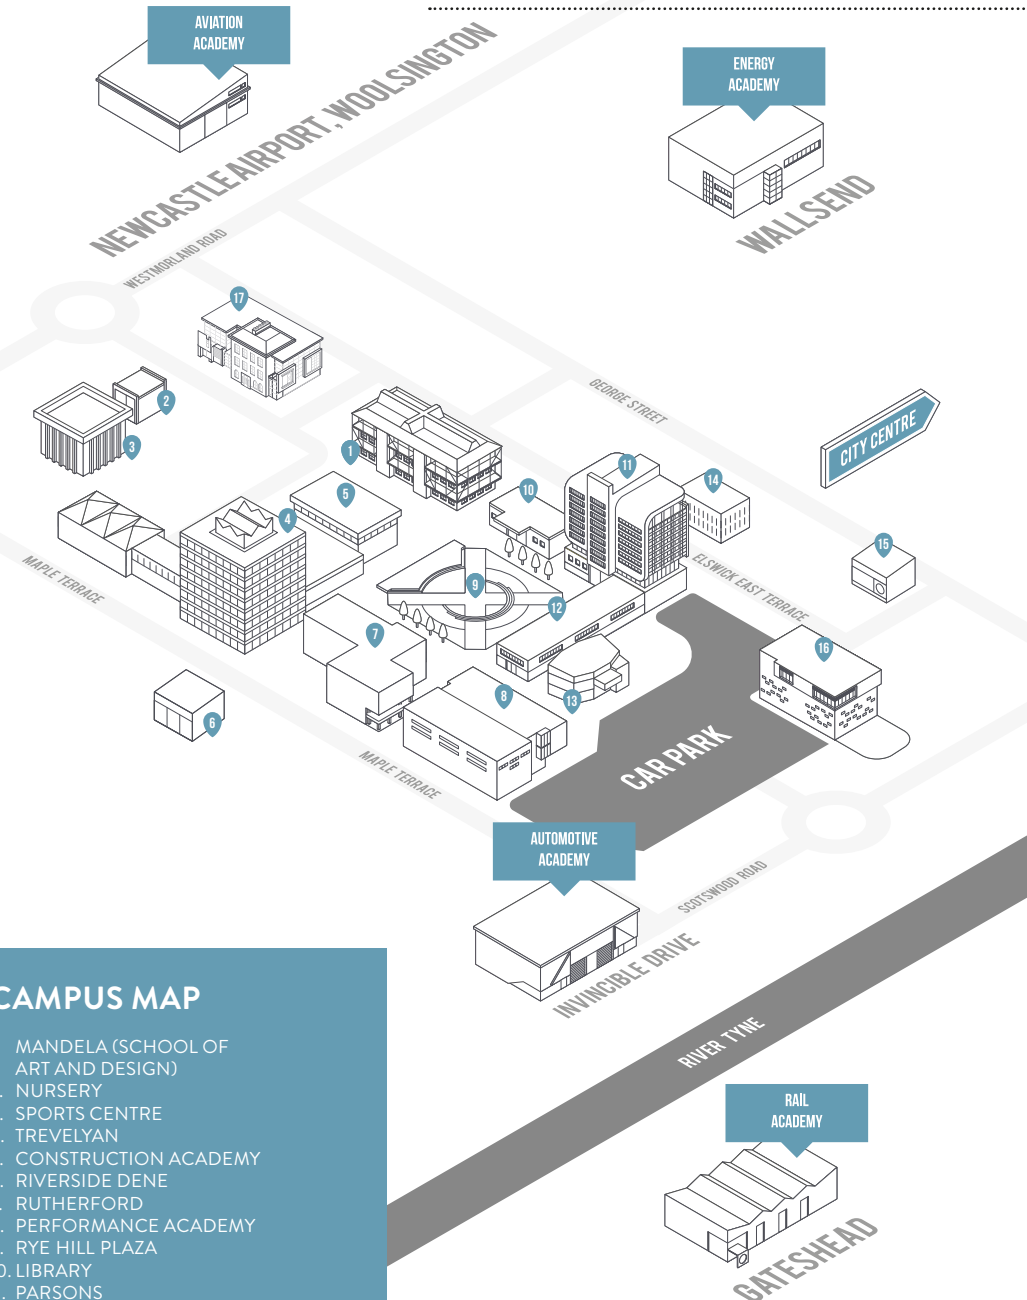 AVIATION
ACADEMY
ENERGY
ACADEMY
NEWCASTLE AIRPORT, WOOLSINGTON
WALLSEND
WESTMORLAND ROAD
17
GEORGE STREET
2
3
1
CITY CENTRE
11
14
10
5
4
15
MAPLE TERRACE
ELSWICK EAST TERRACE
9
12
7
16
8
13
6
CAR PARK
MAPLE TERRACE
AUTOMOTIVE
ACADEMY
SCOTSWOOD ROAD
INVINCIBLE DRIVE
RIVER TYNE
CAMPUS MAP
MANDELA (SCHOOL OF
ART AND DESIGN)
. NURSERY
. SPORTS CENTRE
. TREVELYAN
. CONSTRUCTION ACADEMY
. RIVERSIDE DENE
. RUTHERFORD
. PERFORMANCE ACADEMY
. RYE HILL PLAZA
0. LIBRARY
. PARSONS
RAIL
ACADEMY
GATESHEAD